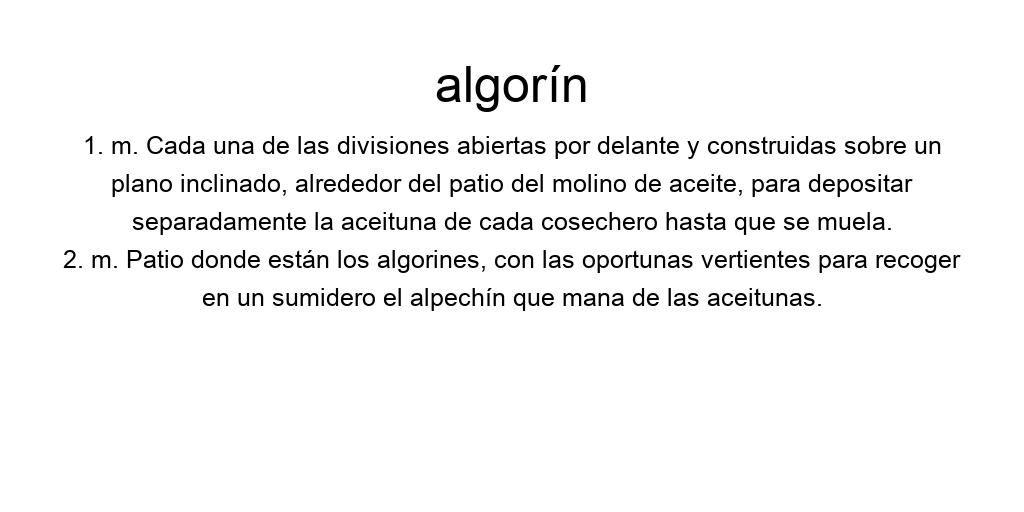 algorín
1. m. Cada una de las divisiones abiertas por delante y construidas sobre un
plano inclinado, alrededor del patio del molino de aceite, para depositar
separadamente la aceituna de cada cosechero hasta que se muela.
2. m. Patio donde están los algorines, con las oportunas vertientes para recoger
en un sumidero el alpechín que mana de las aceitunas.